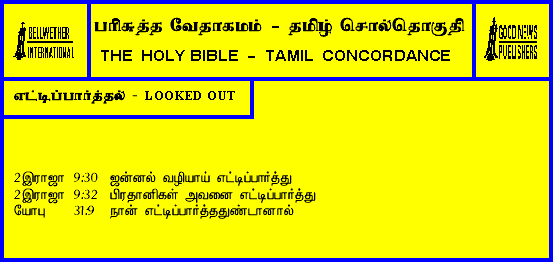 BELLWETHER
INTERNATIONAL
பரிசுத்த வேதாகமம் - தமிழ் சொல்தொகுதி
THE HOLY BIBLE - TAMIL CONCORDANCE
GOOD NEWS
PUBLISHERS
எட்டிப்பார்த்தல் - LOOKED OUT
2இராஜா 9:30 ஜன்னல் வழியாய் எட்டிப்பார்த்து
2இராஜா 9:32 பிரதானிகள் அவனை எட்டிப்பார்த்து
யோபு 31:9 நான் எட்டிப்பார்த்ததுண்டானால்